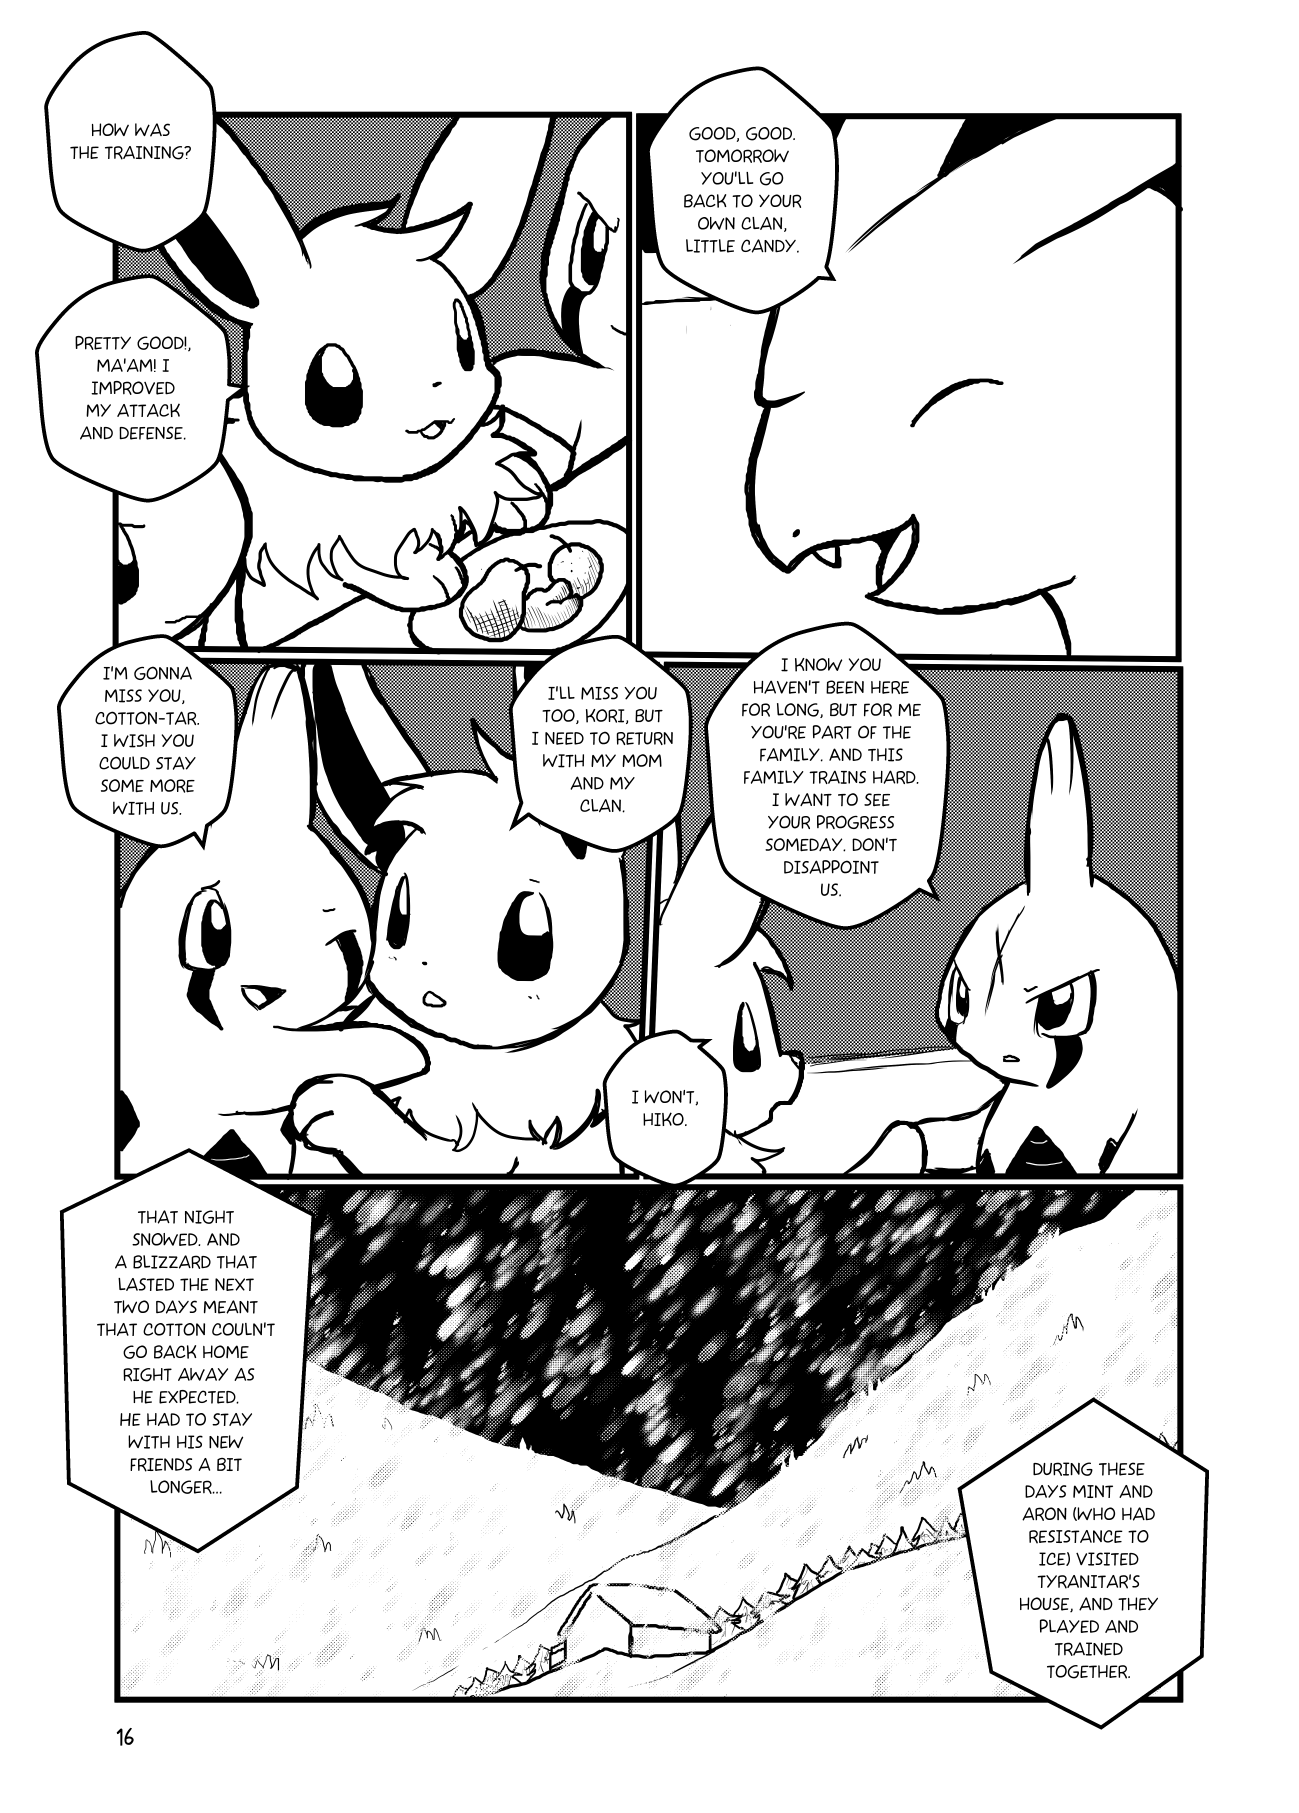 HOW WAS
THE TRAINING?
PRETTY GOOD!,
MA'AM! I
IMPROVED
MY ATTACK
AND DEFENSE.
GOOD, GOOD.
TOMORROW
YOU'LL GO
BACK TO YOUR
OWN CLAN,
LITTLE CANDY.
I'M GONNA
MISS YOU,
COTTON-TAR.
I WISH YOU
COULD STAY
SOME MORE
WITH US.
I'LL MISS YOU
TOO, KORI, BUT
I NEED TO RETURN
WITH MY MOM
AND MY
CLAN.
I KNOW YOU
HAVEN'T BEEN HERE
FOR LONG, BUT FOR ME
YOU'RE PART OF THE
FAMILY. AND THIS
FAMILY TRAINS HARD.
I WANT TO SEE
YOUR PROGRESS
SOMEDAY. DON'T
DISAPPOINT
US.
I WON'T,
HIKO.
THAT NIGHT
SNOWED. AND
A BLIZZARD THAT
LASTED THE NEXT
TWO DAYS MEANT
THAT COTTON COULN'T
GO BACK HOME
RIGHT AWAY AS
HE EXPECTED.
HE HAD TO STAY
WITH HIS NEW
FRIENDS A BIT
LONGER...
DURING THESE
DAYS MINT AND
ARON (WHO HAD
RESISTANCE TO
ICE) VISITED
TYRANITAR'S
HOUSE, AND THEY
PLAYED AND
TRAINED
TOGETHER.
16